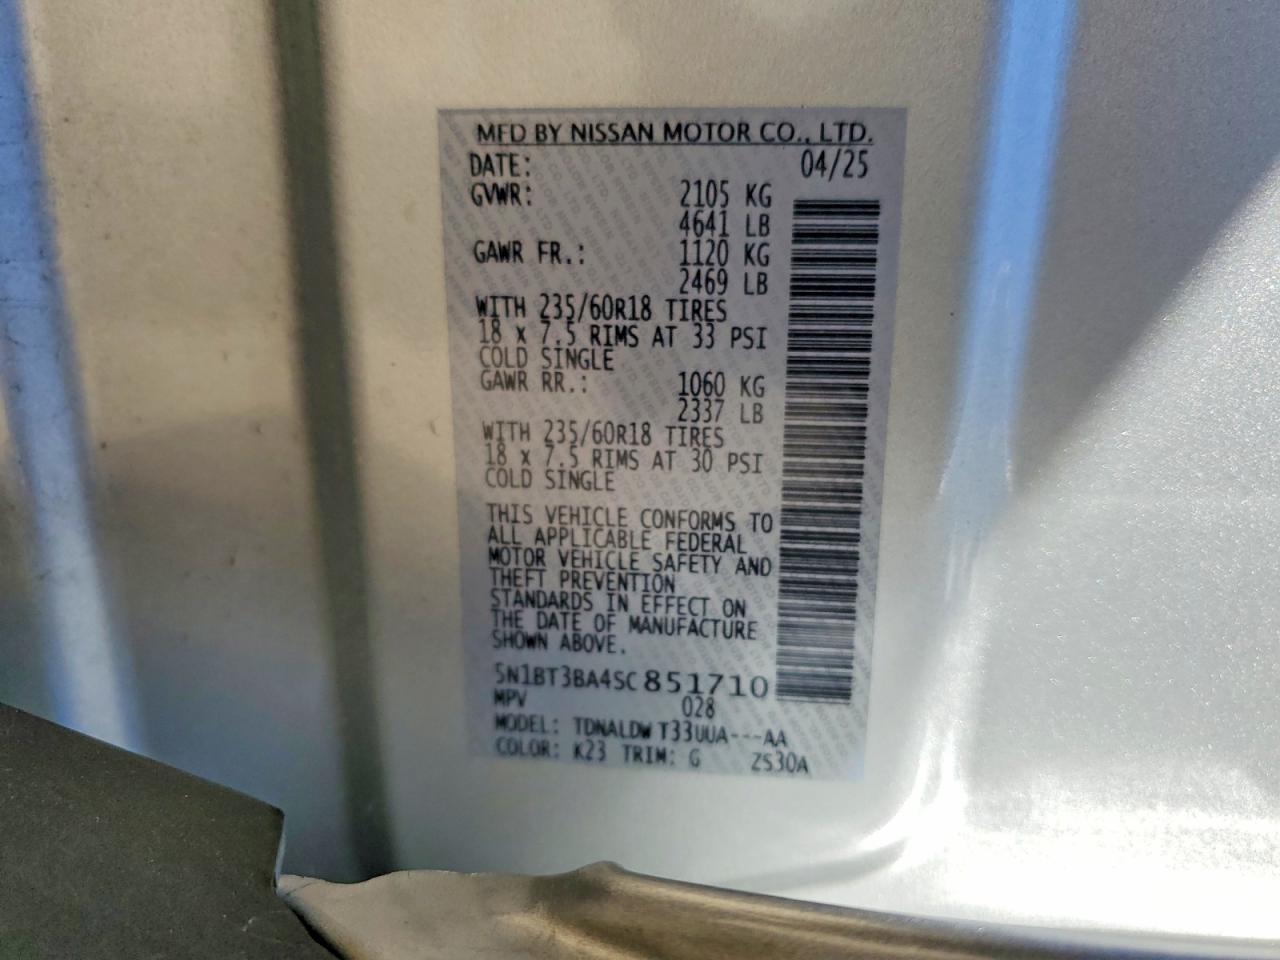 MFD BY NISSAN MOTOR CO., LTD.
DATE: 04/25
GVWR: 2105 KG
4641 LB
GAWR FR.: 1120 KG
2469 LB
WITH 235/60R18 TIRES
18 x 7.5 RIMS AT 33 PSI
COLD SINGLE
GAWR RR.: 1060 KG
2337 LB
WITH 235/60R18 TIRES
18 x 7.5 RIMS AT 30 PSI
COLD SINGLE
THIS VEHICLE CONFORMS TO
ALL APPLICABLE FEDERAL
MOTOR VEHICLE SAFETY AND
THEFT PREVENTION
STANDARDS IN EFFECT ON
THE DATE OF MANUFACTURE
SHOWN ABOVE.
5N1BT3BA4SC851710
MPV 028
MODEL: TDNALDW T33UUA---AA
COLOR: K23 TRIM: G ZS30A